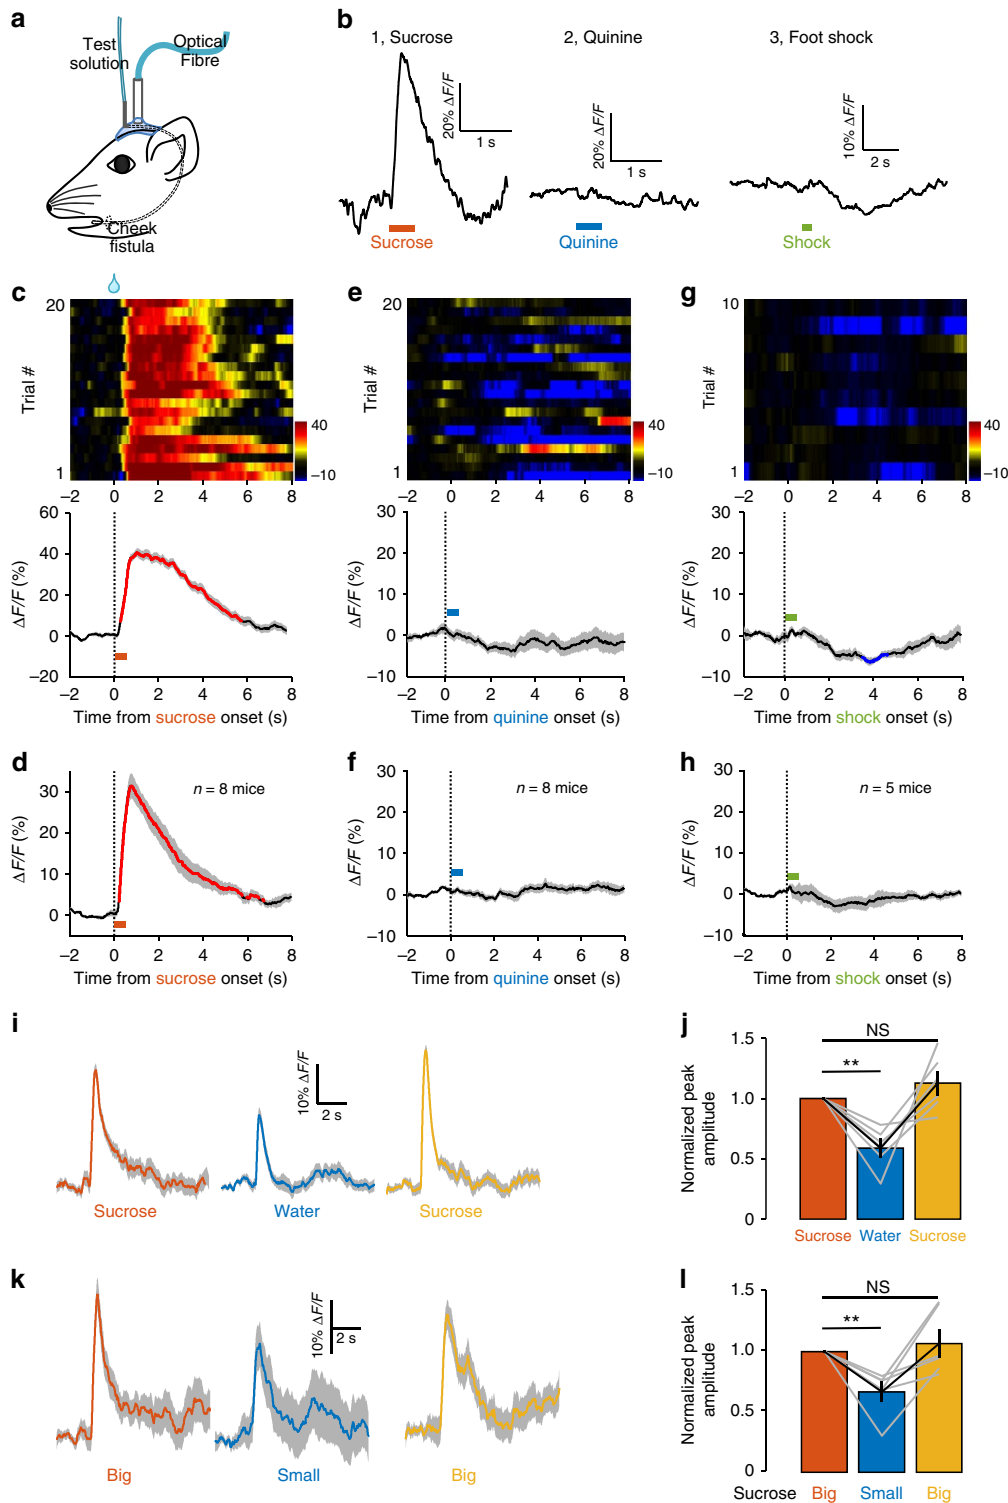 a
Test solution
Optical Fibre
Cheek fistula
b
1, Sucrose
2, Quinine
3, Foot shock
20% ΔF/F
1 s
20% ΔF/F
1 s
10% ΔF/F
2 s
Sucrose
Quinine
Shock
c
20
Trial #
1
40
−10
−2 0 2 4 6 8
60
40
20
0
−20
ΔF/F (%)
−2 0 2 4 6 8
Time from sucrose onset (s)
e
20
Trial #
1
40
−10
−2 0 2 4 6 8
30
20
10
0
−10
ΔF/F (%)
−2 0 2 4 6 8
Time from quinine onset (s)
g
10
Trial #
1
40
−10
−2 0 2 4 6 8
30
20
10
0
−10
ΔF/F (%)
−2 0 2 4 6 8
Time from shock onset (s)
d
n = 8 mice
30
20
10
0
ΔF/F (%)
−2 0 2 4 6 8
Time from sucrose onset (s)
f
n = 8 mice
30
20
10
0
−10
ΔF/F (%)
−2 0 2 4 6 8
Time from quinine onset (s)
h
n = 5 mice
30
20
10
0
−10
ΔF/F (%)
−2 0 2 4 6 8
Time from shock onset (s)
i
10% ΔF/F
2 s
Sucrose
Water
Sucrose
j
NS
**
1.5
1.0
0.5
0
Normalized peak amplitude
Sucrose Water Sucrose
k
10% ΔF/F
2 s
Big
Small
Big
l
NS
**
1.5
1.0
0.5
0
Normalized peak amplitude
Sucrose Big Small Big